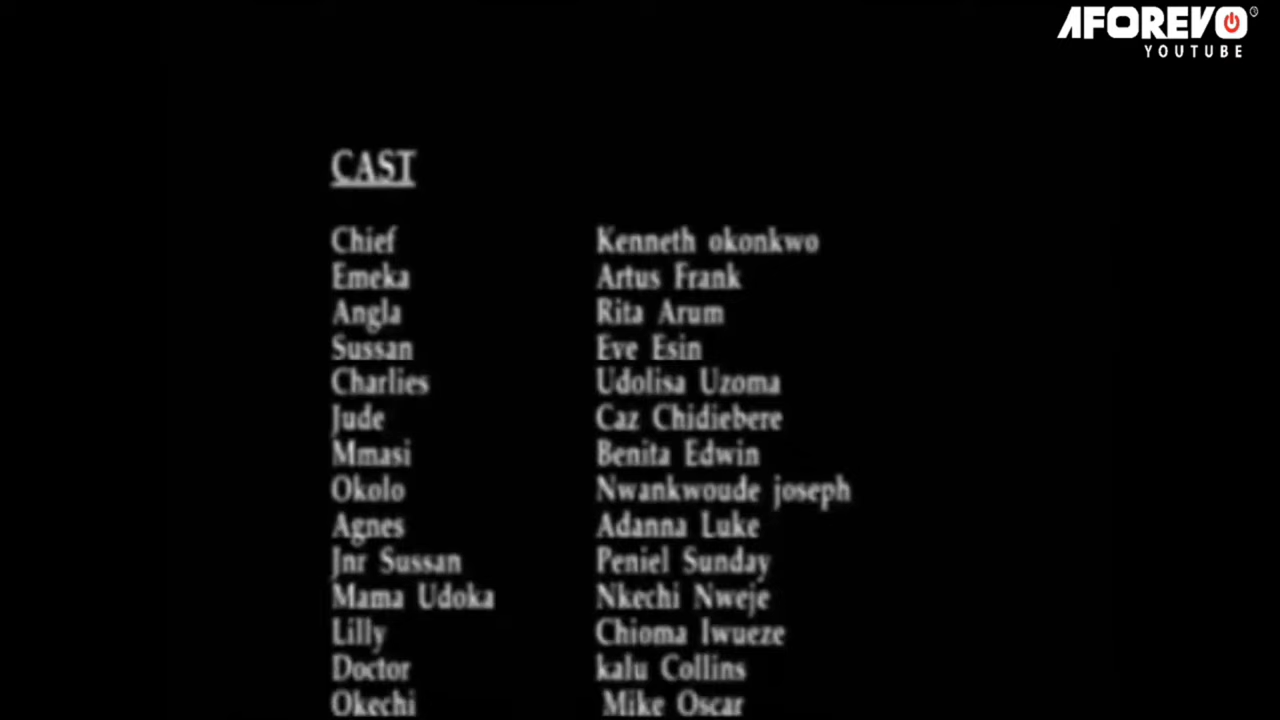 AFOREVO
YOUTUBE
CAST
Chief Kenneth okonkwo
Emeka Artus Frank
Angla Rita Arum
Sussan Eve Esin
Charlies Udolisa Uzoma
Jude Caz Chidiebere
Mmasi Benita Edwin
Okolo Nwankwoude joseph
Agnes Adanna Luke
Jnr Sussan Peniel Sunday
Mama Udoka Nkechi Nweje
Lilly Chioma Iwueze
Doctor kalu Collins
Okechi Mike Oscar